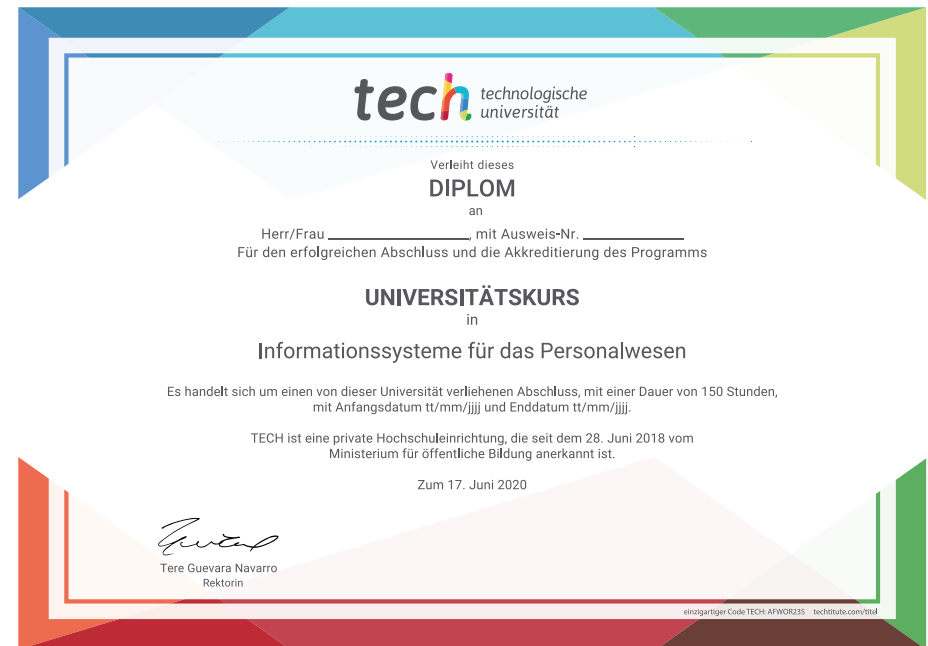 tech technologische
universität
Verleiht dieses
DIPLOM
an
Herr/Frau ____________________, mit Ausweis-Nr. ______________
Für den erfolgreichen Abschluss und die Akkreditierung des Programms
UNIVERSITÄTSKURS
in
Informationssysteme für das Personalwesen
Es handelt sich um einen von dieser Universität verliehenen Abschluss, mit einer Dauer von 150 Stunden,
mit Anfangsdatum tt/mm/jjjj und Enddatum tt/mm/jjjj.
TECH ist eine private Hochschuleinrichtung, die seit dem 28. Juni 2018 vom
Ministerium für öffentliche Bildung anerkannt ist.
Zum 17. Juni 2020
Tere Guevara Navarro
Rektorin
einzigartiger Code TECH: AFWOR235 techtitute.com/titel